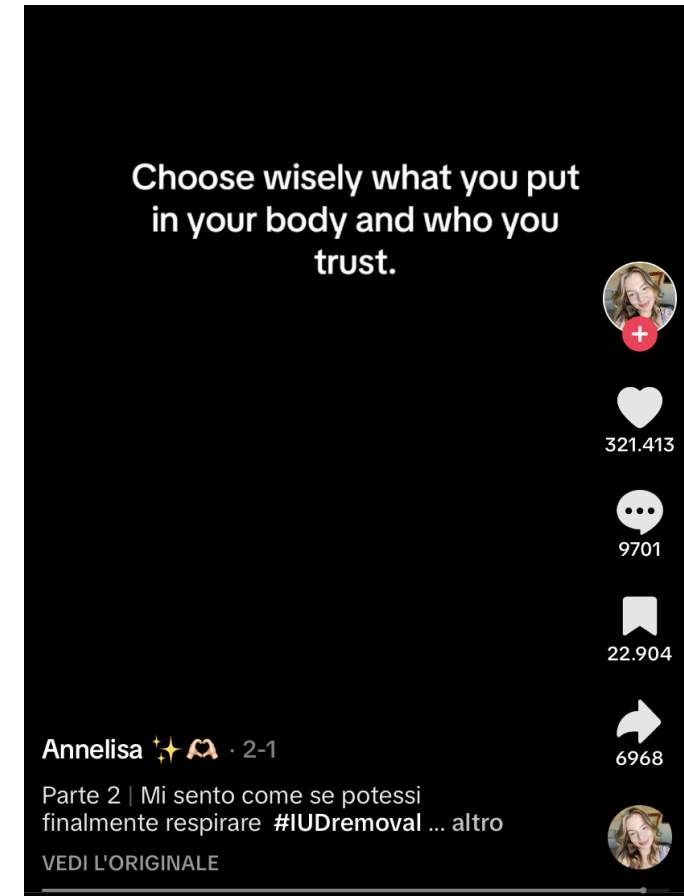 Choose wisely what you put
in your body and who you
trust.
321.413
9701
22.904
6968
Annelisa ✨🫶🏻 · 2-1
Parte 2 | Mi sento come se potessi
finalmente respirare #IUDremoval ... altro
VEDI L'ORIGINALE